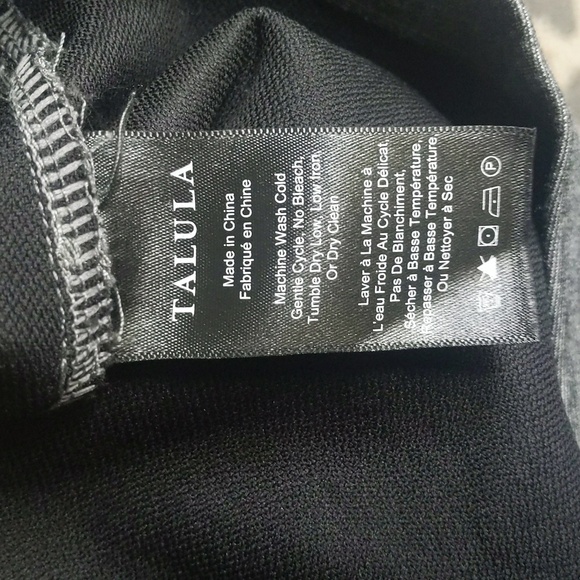 TALULA
Made in China
Fabriqué en Chine
Machine Wash Cold
Gentle Cycle. No Bleach,
Tumble Dry Low, Low Iron,
Or Dry Clean
Laver à La Machine à
L'eau Froide Au Cycle Délicat,
Pas De Blanchiment,
Sécher à Basse Température,
Repasser à Basse Température
Ou Nettoyer à Sec
P